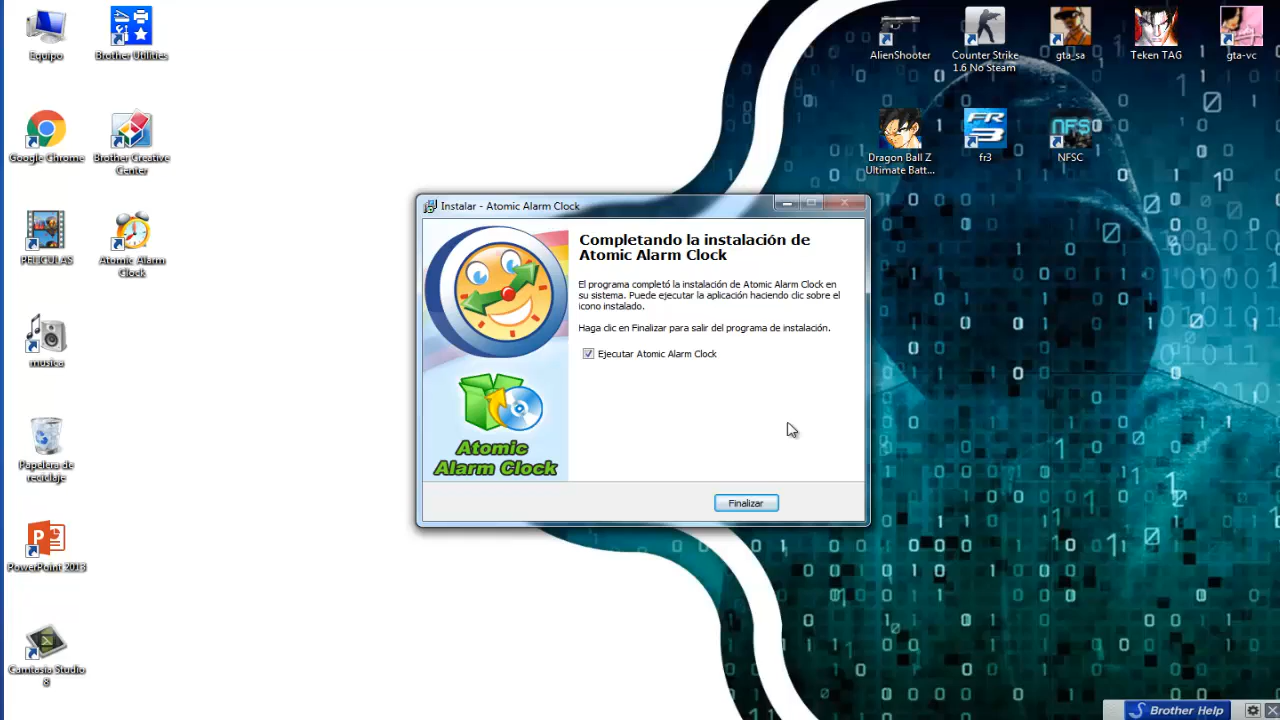 Equipo
Brother Utilities
Google Chrome
Brother Creative
Center
PELICULAS
Atomic Alarm
Clock
musica
Papelera de
reciclaje
PowerPoint 2013
Camtasia Studio
8
AlienShooter
Counter Strike
1.6 No Steam
gta_sa
Teken TAG
gta-vc
Dragon Ball Z
Ultimate Batt...
FR
3
fr3
NFS
NFSC
Instalar - Atomic Alarm Clock
Completando la instalación de
Atomic Alarm Clock
El programa completó la instalación de Atomic Alarm Clock en
su sistema. Puede ejecutar la aplicación haciendo clic sobre el
icono instalado.
Haga clic en Finalizar para salir del programa de instalación.
Ejecutar Atomic Alarm Clock
Atomic
Alarm Clock
Finalizar
Brother Help